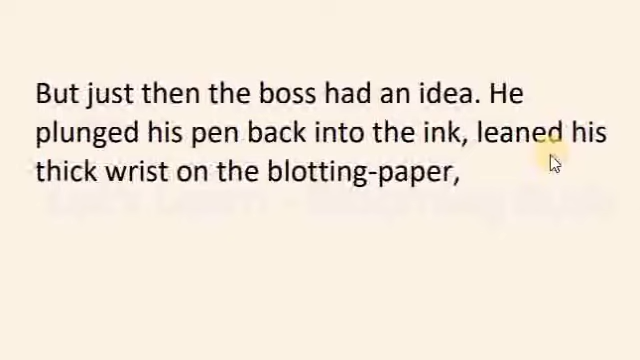 But just then the boss had an idea. He
plunged his pen back into the ink, leaned his
thick wrist on the blotting-paper,